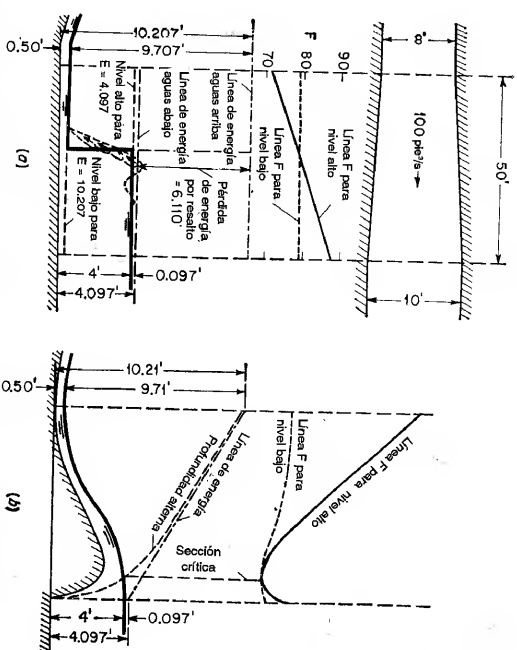 10.207'
9.707'
0.50'
Nivel alto para
E = 4.097
Línea de energía
aguas abajo
Línea de energía
aguas arriba
Nivel bajo para
E = 10.207
Pérdida
de energía
por resalto
= 6.110'
4'
0.097'
4.097'
F
70
80
90
Línea F para
nivel bajo
Línea F para
nivel alto
8'
100 pie³/s
50'
10'
(a)
10.21'
9.71'
0.50'
Profundidad alterna
Línea de energía
Línea F para
nivel bajo
Línea F para nivel alto
Sección
crítica
4'
0.097'
4.097'
(b)